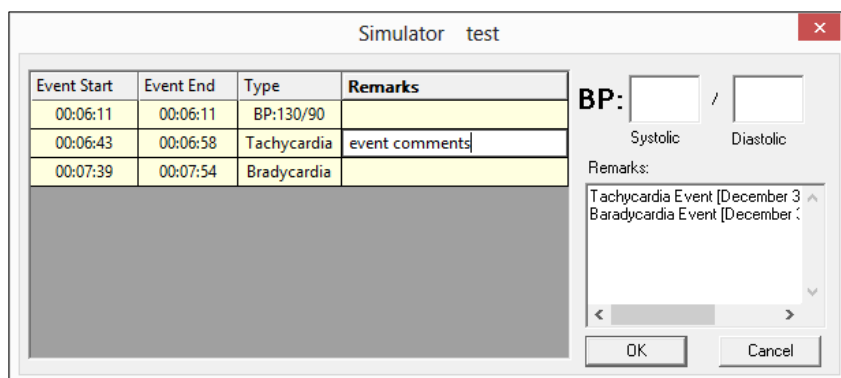 Simulator test
Event Start Event End Type Remarks
00:06:11 00:06:11 BP:130/90
00:06:43 00:06:58 Tachycardia event comments
00:07:39 00:07:54 Bradycardia
BP: /
Systolic Diastolic
Remarks:
Tachycardia Event [December 3
Baradycardia Event [December
OK Cancel